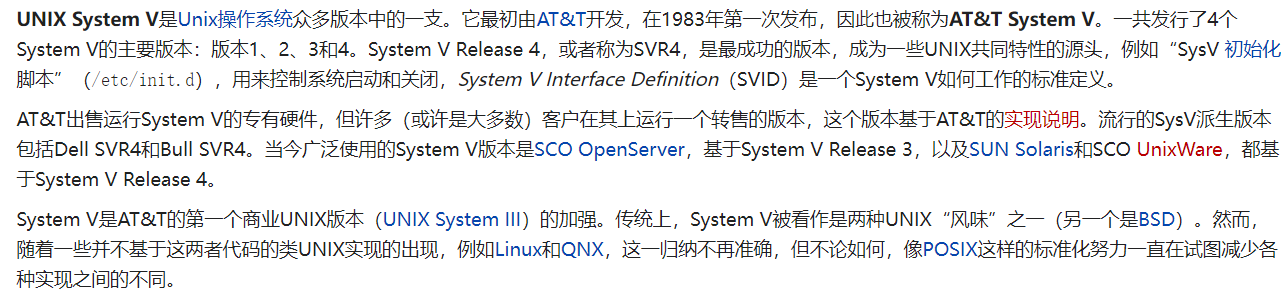 UNIX System V是Unix操作系统众多版本中的一支。它最初由AT&T开发，在1983年第一次发布，因此也被称为AT&T System V。一共发行了4个
System V的主要版本：版本1、2、3和4。System V Release 4，或者称为SVR4，是最成功的版本，成为一些UNIX共同特性的源头，例如“SysV 初始化
脚本”（/etc/init.d），用来控制系统启动和关闭，System V Interface Definition（SVID）是一个System V如何工作的标准定义。
AT&T出售运行System V的专有硬件，但许多（或许是大多数）客户在其上运行一个转售的版本，这个版本基于AT&T的实现说明。流行的SysV派生版本
包括Dell SVR4和Bull SVR4。当今广泛使用的System V版本是SCO OpenServer，基于System V Release 3，以及SUN Solaris和SCO UnixWare，都基
于System V Release 4。
System V是AT&T的第一个商业UNIX版本（UNIX System III）的加强。传统上，System V被看作是两种UNIX“风味”之一（另一个是BSD）。然而，
随着一些并不基于这两者代码的类UNIX实现的出现，例如Linux和QNX，这一归纳不再准确，但不论如何，像POSIX这样的标准化努力一直在试图减少各
种实现之间的不同。